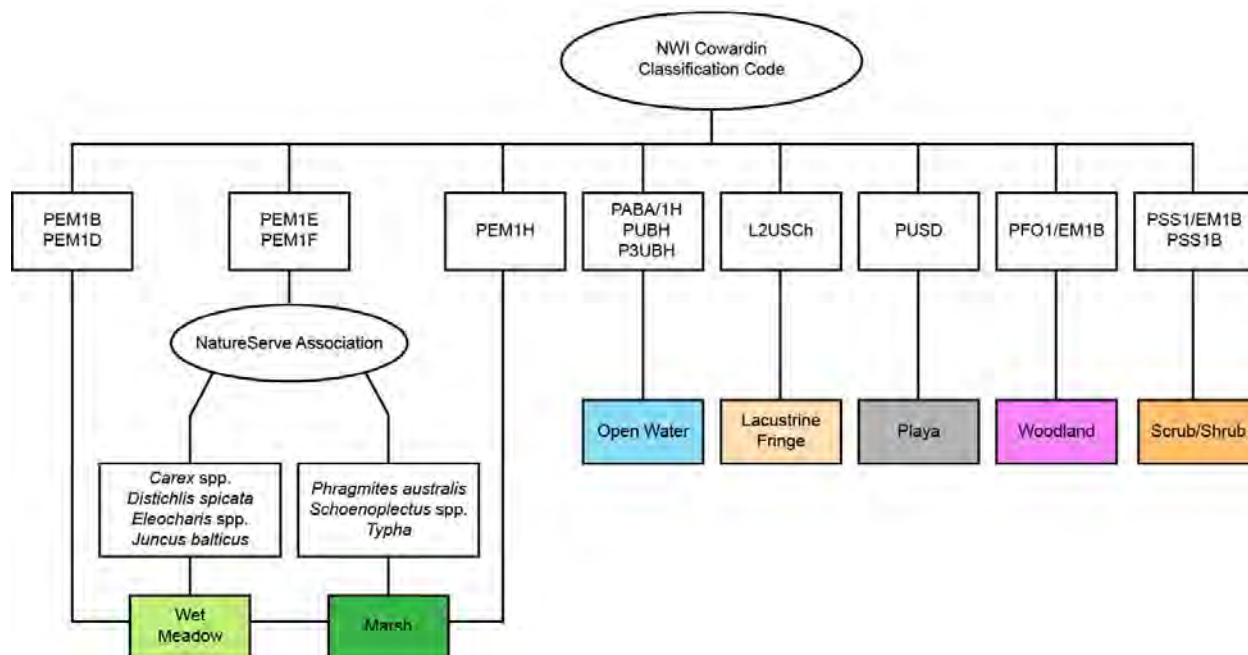 NWI Cowardin
Classification Code
PEM1B
PEM1D
PEM1E
PEM1F
PEM1H
PABA/1H
PUBH
P3UBH
L2USCh
PUSD
PFO1/EM1B
PSS1/EM1B
PSS1B
NatureServe Association
Open Water
Lacustrine
Fringe
Playa
Woodland
Scrub/Shrub
Carex spp.
Distichlis spicata
Eleocharis spp.
Juncus balticus
Phragmites australis
Schoenoplectus spp.
Typha
Wet
Meadow
Marsh